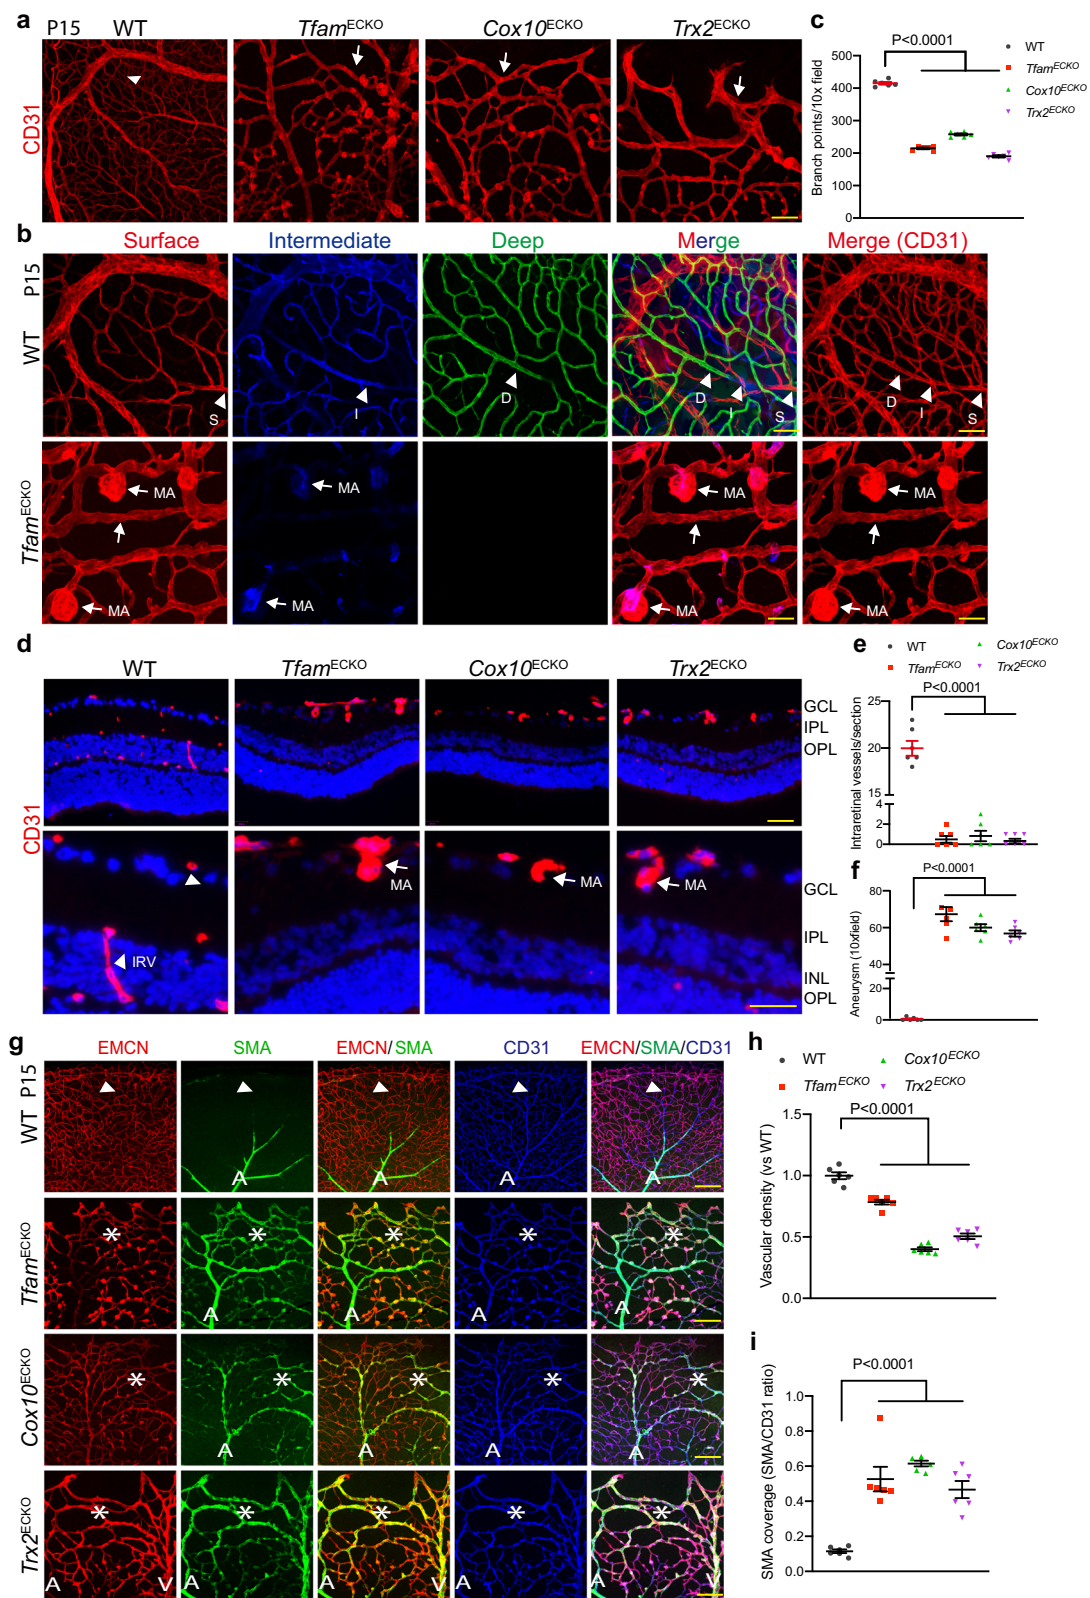 a
P15
WT
Tfam^ECKO
Cox10^ECKO
Trx2^ECKO
CD31
c
P<0.0001
WT
Tfam^ECKO
Cox10^ECKO
Trx2^ECKO
Branch points/10x field
500
400
300
200
100
0
b
Surface
Intermediate
Deep
Merge
Merge (CD31)
P15
WT
S
I
D
D
I
S
D
I
S
Tfam^ECKO
MA
MA
MA
MA
MA
MA
MA
MA
d
WT
Tfam^ECKO
Cox10^ECKO
Trx2^ECKO
CD31
GCL
IPL
OPL
IRV
MA
MA
MA
GCL
IPL
INL
OPL
e
WT
Cox10^ECKO
Tfam^ECKO
Trx2^ECKO
P<0.0001
Intraretinal vessels/section
25
20
15
4
2
0
f
P<0.0001
Aneurysm (10xfield)
80
60
40
20
0
g
EMCN
SMA
EMCN/SMA
CD31
EMCN/SMA/CD31
WT P15
A
A
A
A
Tfam^ECKO
*
*
*
*
*
A
A
A
A
Cox10^ECKO
*
*
*
*
*
A
A
A
A
Trx2^ECKO
*
*
*
*
*
A
V
A
A
V
A
A
V
h
WT
Cox10^ECKO
Tfam^ECKO
Trx2^ECKO
P<0.0001
Vascular density (vs WT)
1.5
1.0
0.5
0.0
i
P<0.0001
SMA coverage (SMA/CD31 ratio)
1.0
0.8
0.6
0.4
0.2
0.0